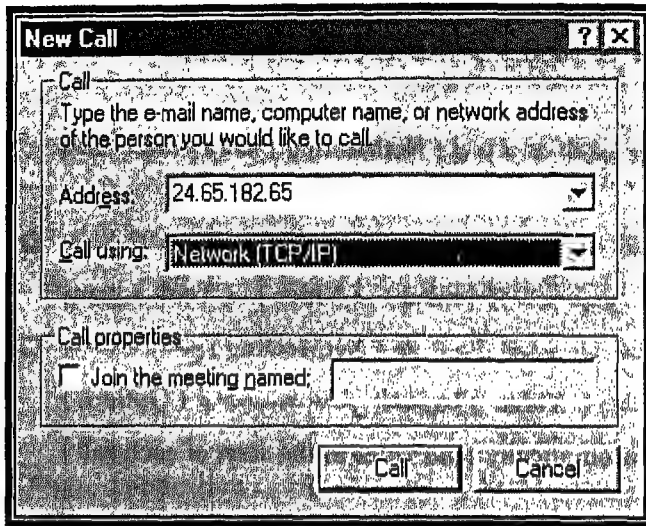 New Call
Call
Type the e-mail name, computer name, or network address
of the person you would like to call.
Address: 24.65.182.65
Call using: Network (TCP/IP)
Call properties
Join the meeting named:
Call Cancel